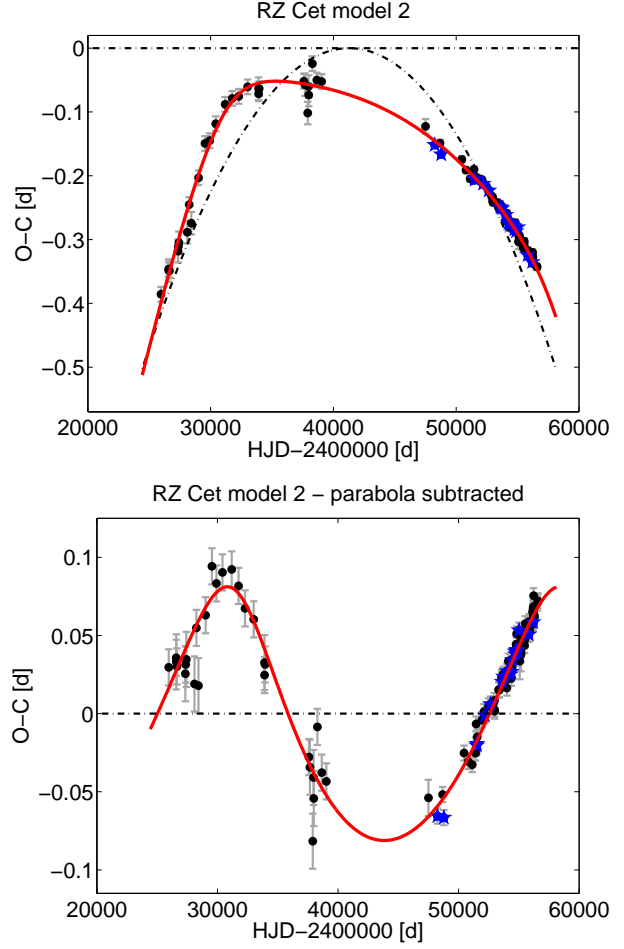 RZ Cet model 2
0
−0.1
−0.2
−0.3
−0.4
−0.5
O−C [d]
20000 30000 40000 50000 60000
HJD−2400000 [d]
RZ Cet model 2 − parabola subtracted
0.1
0.05
0
−0.05
−0.1
O−C [d]
20000 30000 40000 50000 60000
HJD−2400000 [d]